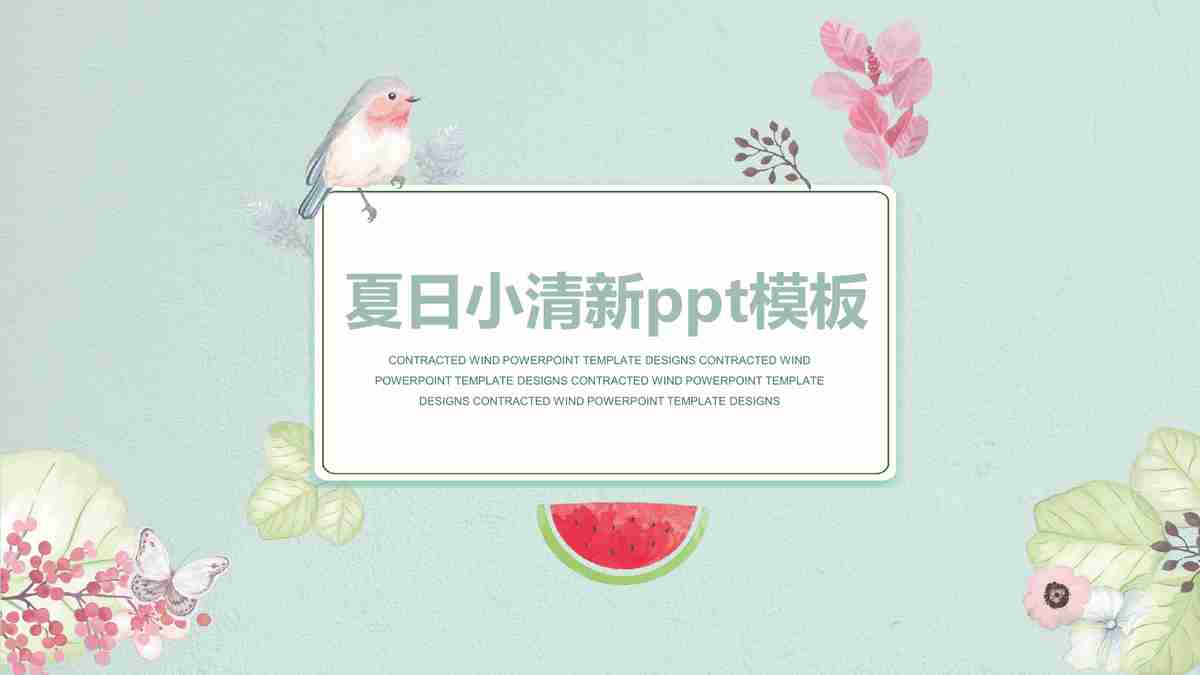 夏日小清新ppt模板
CONTRACTED WIND POWERPOINT TEMPLATE DESIGNS CONTRACTED WIND
POWERPOINT TEMPLATE DESIGNS CONTRACTED WIND POWERPOINT TEMPLATE
DESIGNS CONTRACTED WIND POWERPOINT TEMPLATE DESIGNS